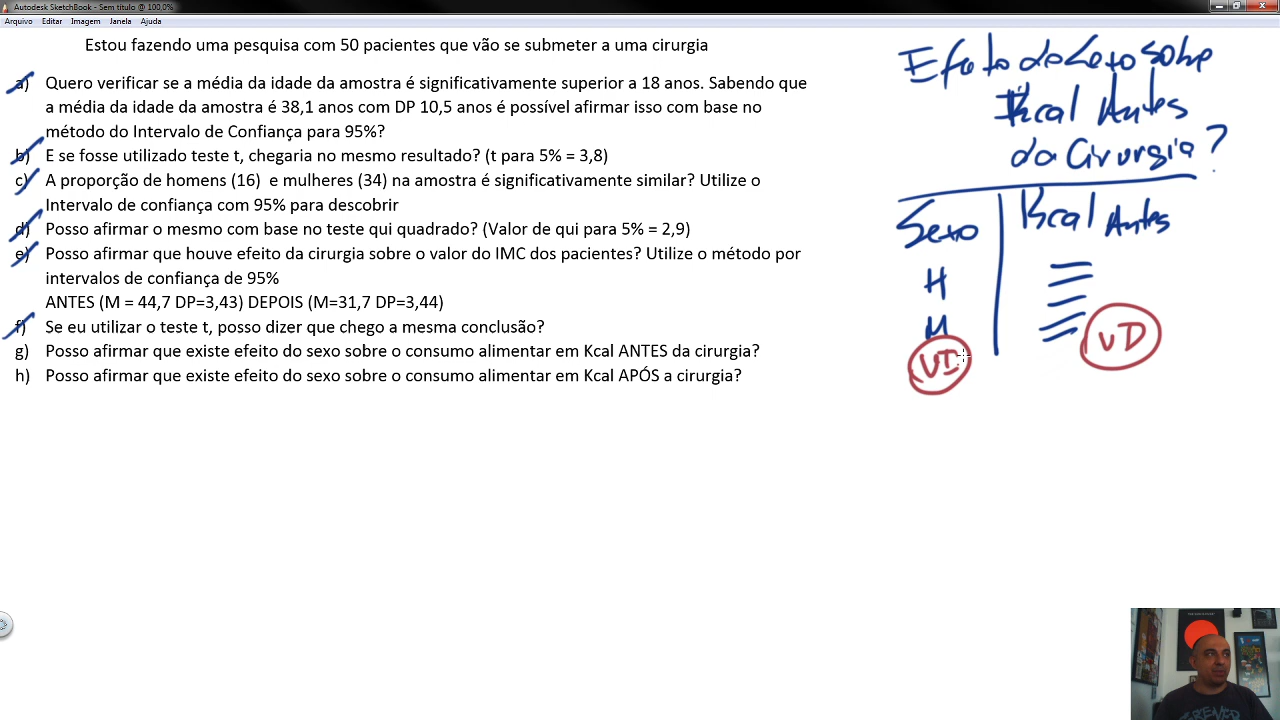 Autodesk SketchBook - Sem título @ 100,0%
Arquivo Editar Imagem Janela Ajuda
Estou fazendo uma pesquisa com 50 pacientes que vão se submeter a uma cirurgia
a) Quero verificar se a média da idade da amostra é significativamente superior a 18 anos. Sabendo que
a média da idade da amostra é 38,1 anos com DP 10,5 anos é possível afirmar isso com base no
método do Intervalo de Confiança para 95%?
b) E se fosse utilizado teste t, chegaria no mesmo resultado? (t para 5% = 3,8)
c) A proporção de homens (16) e mulheres (34) na amostra é significativamente similar? Utilize o
Intervalo de confiança com 95% para descobrir
d) Posso afirmar o mesmo com base no teste qui quadrado? (Valor de qui para 5% = 2,9)
e) Posso afirmar que houve efeito da cirurgia sobre o valor do IMC dos pacientes? Utilize o método por
intervalos de confiança de 95%
ANTES (M = 44,7 DP=3,43) DEPOIS (M=31,7 DP=3,44)
f) Se eu utilizar o teste t, posso dizer que chego a mesma conclusão?
g) Posso afirmar que existe efeito do sexo sobre o consumo alimentar em Kcal ANTES da cirurgia?
h) Posso afirmar que existe efeito do sexo sobre o consumo alimentar em Kcal APÓS a cirurgia?
Efeito do Sexo sobre
Kcal Antes
da Cirurgia?
Sexo Kcal Antes
H
M
VI VD